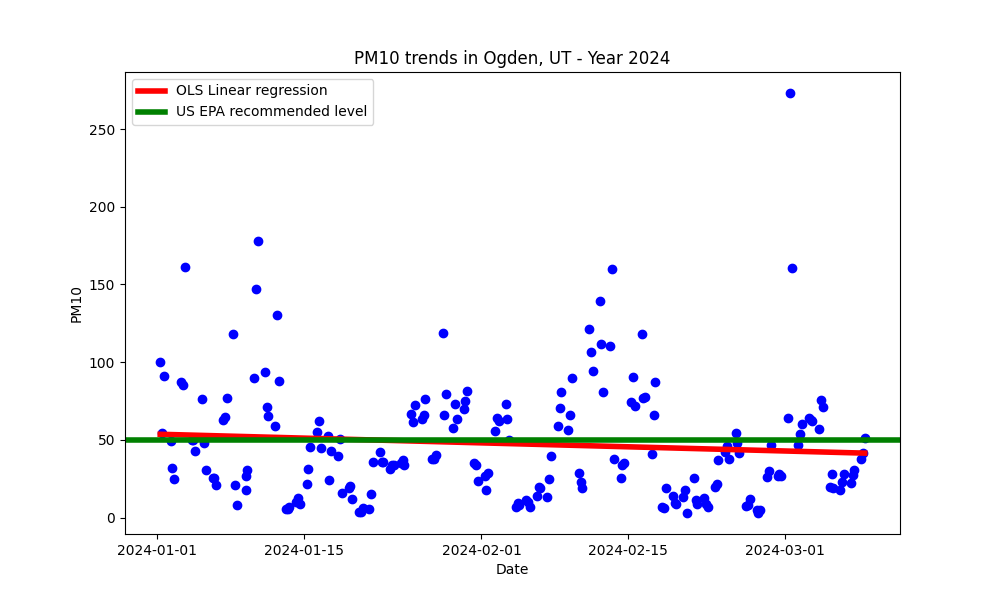 PM10 trends in Ogden, UT - Year 2024
OLS Linear regression
US EPA recommended level
250
200
150
100
50
0
PM10
2024-01-01
2024-01-15
2024-02-01
2024-02-15
2024-03-01
Date